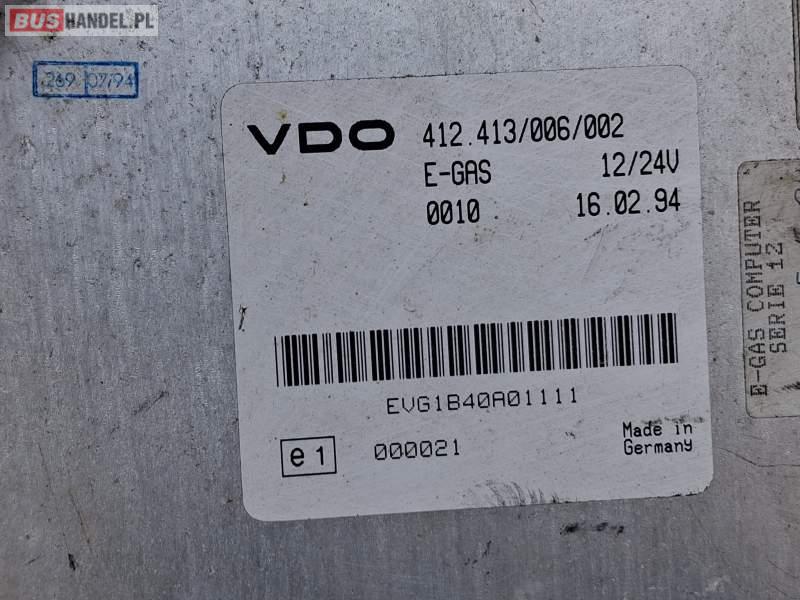 BUSHANDEL.PL
269 07/94
VDO 412.413/006/002
E-GAS 12/24V
0010 16.02.94
EVG1B40A01111
e1 000021
Made in
Germany
E-GAS COMPUTER
SERIE 12